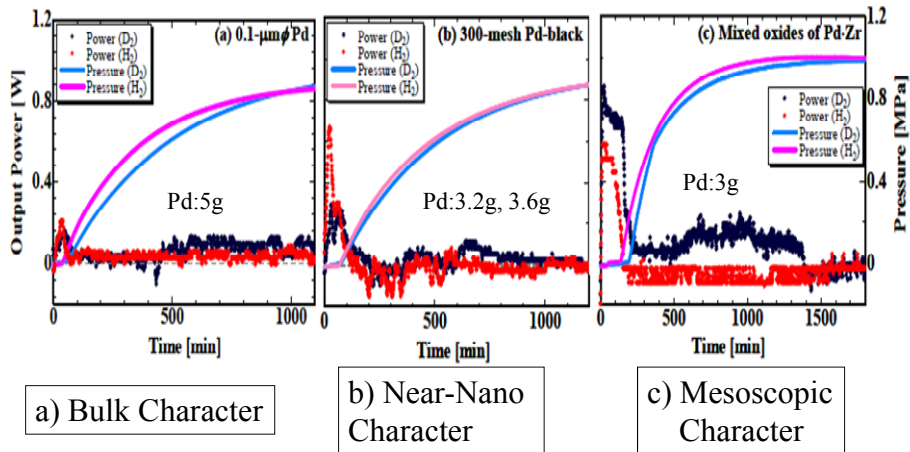 (a) 0.1-μmϕ Pd
Power (D2)
Power (H2)
Pressure (D2)
Pressure (H2)
Pd:5g
Output Power [W]
1.2
0.8
0.4
0
0
500
1000
Time [min]
(b) 300-mesh Pd-black
Power (D2)
Power (H2)
Pressure (D2)
Pressure (H2)
Pd:3.2g, 3.6g
0
500
1000
Time [min]
(c) Mixed oxides of Pd·Zr
Power (D2)
Power (H2)
Pressure (D2)
Pressure (H2)
Pd:3g
0
500
1000
1500
Time [min]
1.2
0.8
0.4
0
Pressure [MPa]
a) Bulk Character
b) Near-Nano
Character
c) Mesoscopic
Character